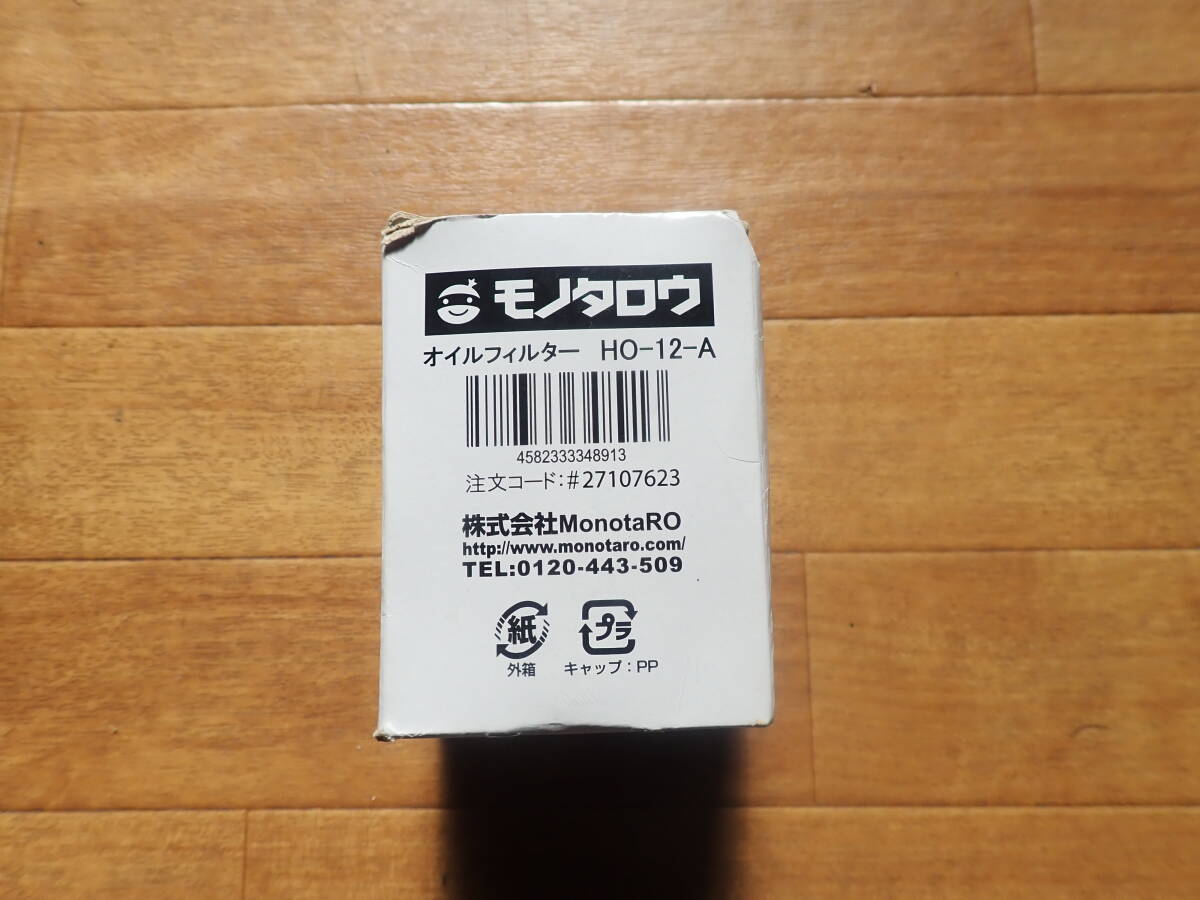 モノタロウ
オイルフィルター HO-12-A
4582333348913
注文コード:#27107623
株式会社MonotaRO
http://www.monotaro.com/
TEL:0120-443-509
紙 プラ
外箱 キャップ:PP